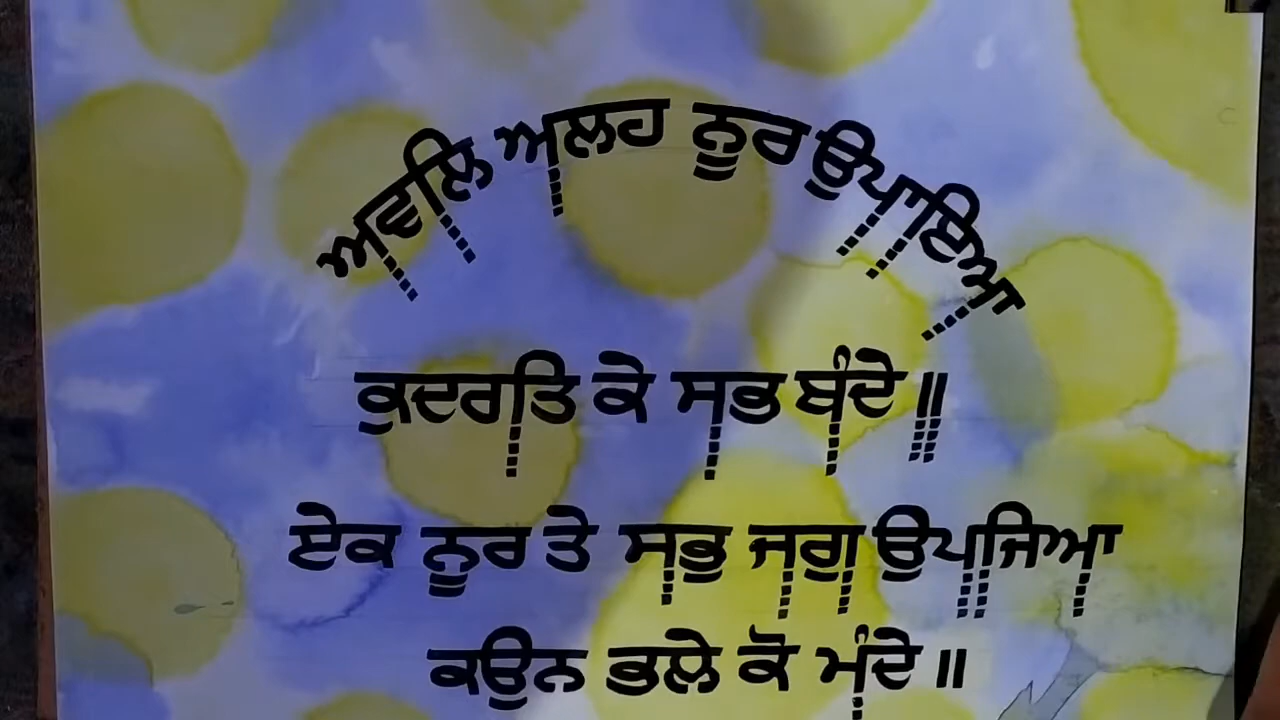 ਅਵਲਿ ਅਲਹ ਨੂਰ ਉਪਾਇਆ
ਕੁਦਰਤਿ ਕੇ ਸਭ ਬੰਦੇ ॥
ਏਕ ਨੂਰ ਤੇ ਸਭੁ ਜਗੁ ਉਪਜਿਆ
ਕਉਨ ਭਲੇ ਕੋ ਮੰਦੇ ॥